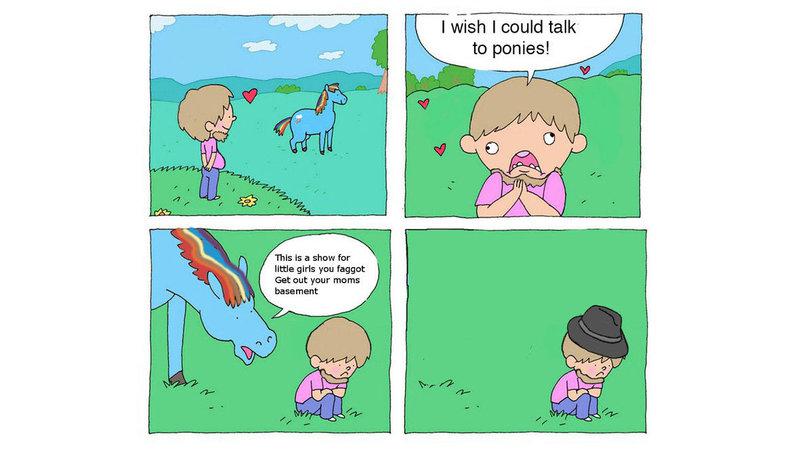 I wish I could talk
to ponies!
This is a show for
little girls you faggot
Get out your moms
basement